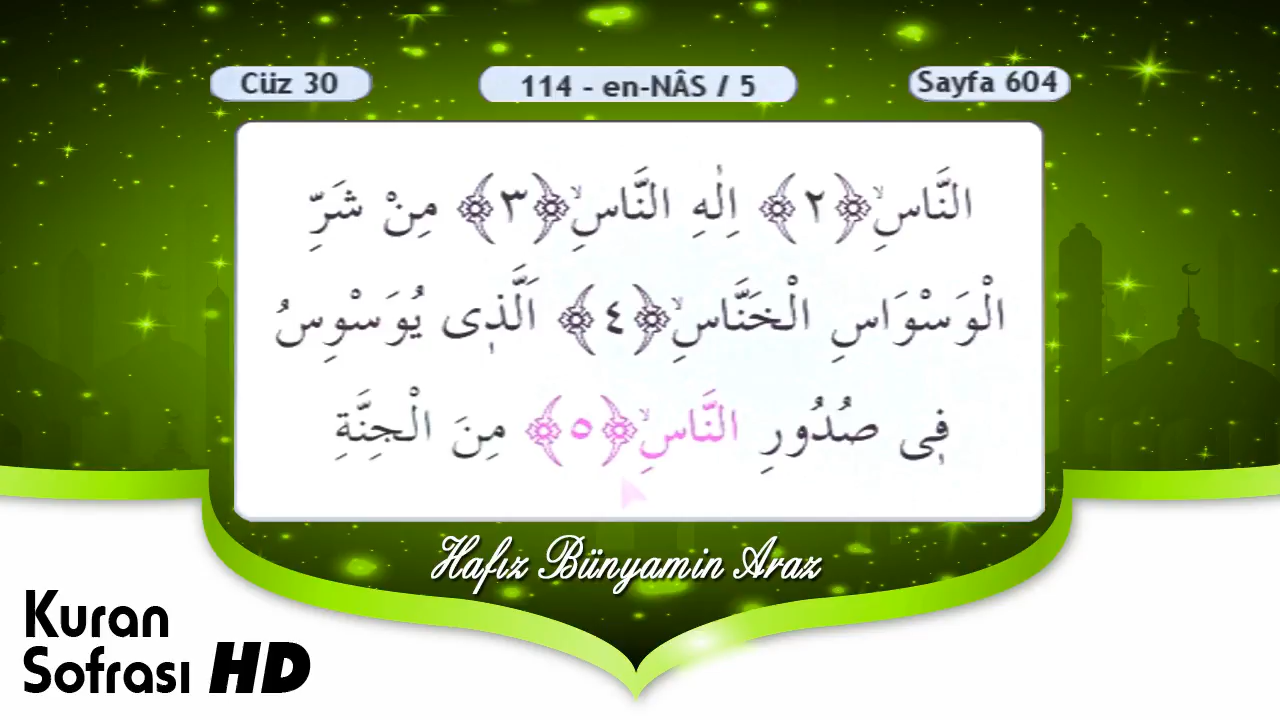 Cüz 30
114 - en-NÂS / 5
Sayfa 604
النَّاسِۙ ﴿٢﴾ اِلٰهِ النَّاسِۙ ﴿٣﴾ مِنْ شَرِّ
الْوَسْوَاسِ الْخَنَّاسِۙ ﴿٤﴾ اَلَّذ۪ى يُوَسْوِسُ
ف۪ى صُدُورِ النَّاسِۙ ﴿٥﴾ مِنَ الْجِنَّةِ
Hafız Bünyamin Araz
Kuran
Sofrası HD